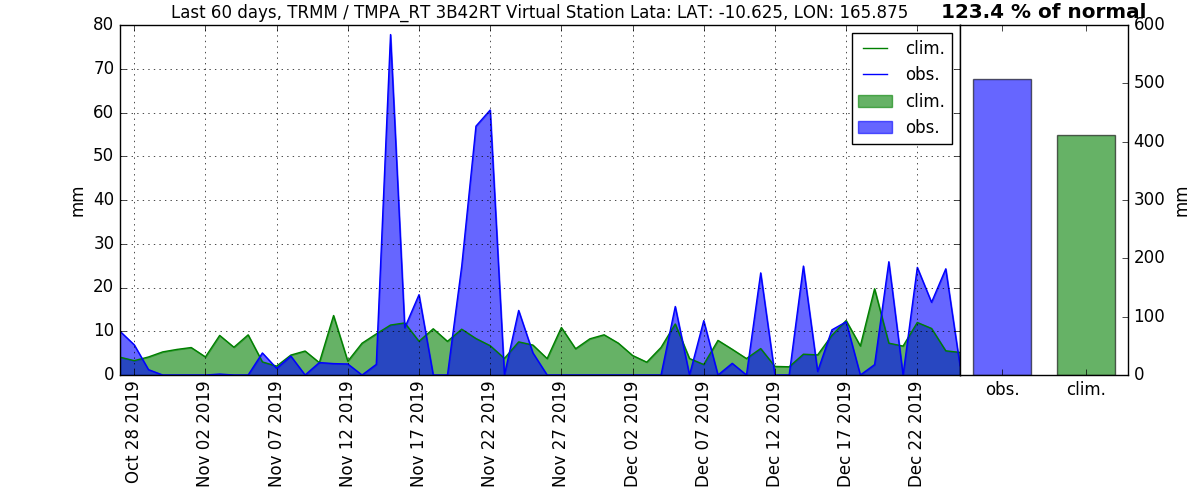 Last 60 days, TRMM / TMPA_RT 3B42RT Virtual Station Lata: LAT: -10.625, LON: 165.875
123.4 % of normal
80
70
60
50
40
30
20
10
0
mm
clim.
obs.
clim.
obs.
600
500
400
300
200
100
0
mm
Oct 28 2019
Nov 02 2019
Nov 07 2019
Nov 12 2019
Nov 17 2019
Nov 22 2019
Nov 27 2019
Dec 02 2019
Dec 07 2019
Dec 12 2019
Dec 17 2019
Dec 22 2019
obs.
clim.